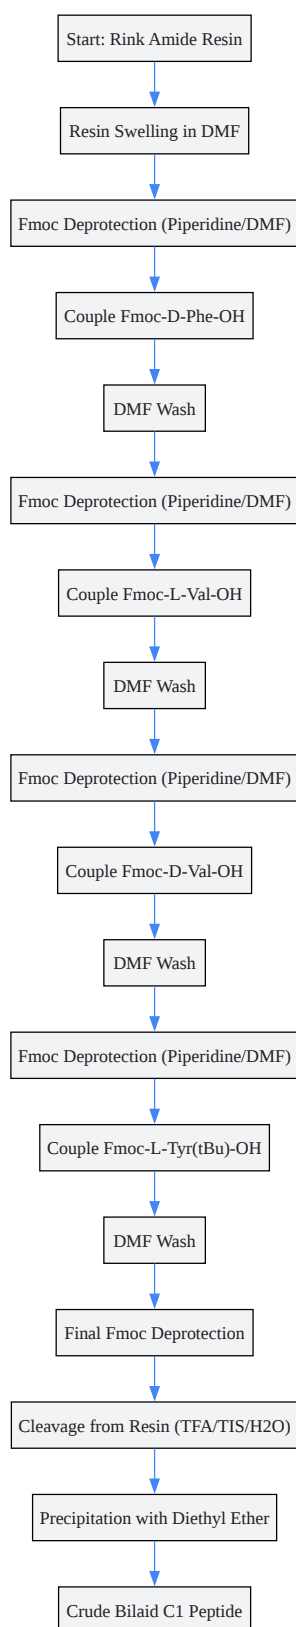 Start: Rink Amide Resin
Resin Swelling in DMF
Fmoc Deprotection (Piperidine/DMF)
Couple Fmoc-D-Phe-OH
DMF Wash
Fmoc Deprotection (Piperidine/DMF)
Couple Fmoc-L-Val-OH
DMF Wash
Fmoc Deprotection (Piperidine/DMF)
Couple Fmoc-D-Val-OH
DMF Wash
Fmoc Deprotection (Piperidine/DMF)
Couple Fmoc-L-Tyr(tBu)-OH
DMF Wash
Final Fmoc Deprotection
Cleavage from Resin (TFA/TIS/H2O)
Precipitation with Diethyl Ether
Crude Bilaid C1 Peptide